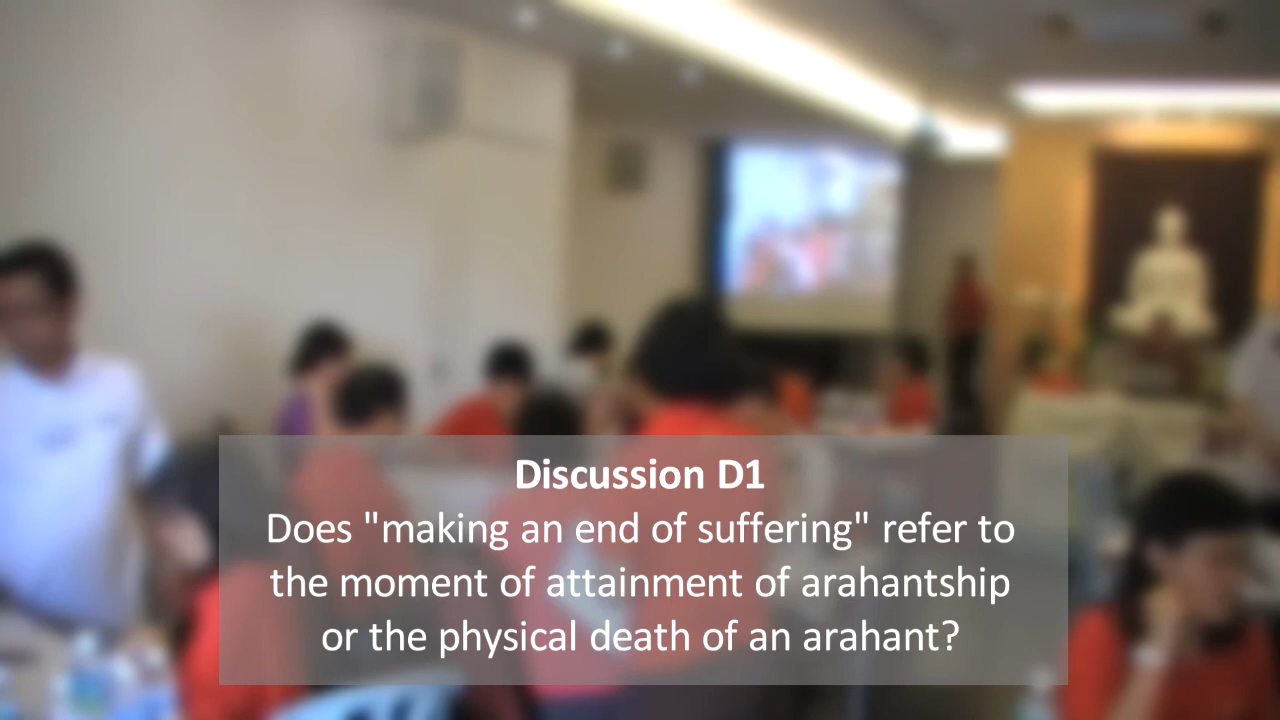 Discussion D1
Does "making an end of suffering" refer to
the moment of attainment of arahantship
or the physical death of an arahant?